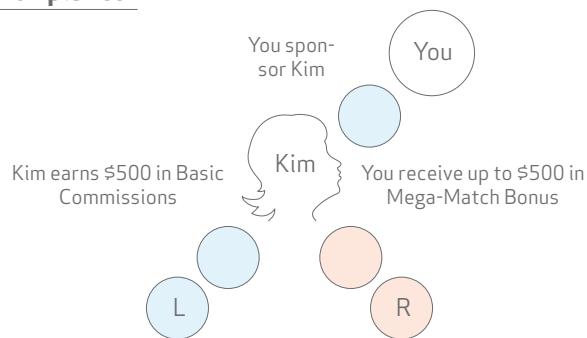 You spon-
sor Kim
You
Kim
Kim earns $500 in Basic
Commissions
You receive up to $500 in
Mega-Match Bonus
L
R